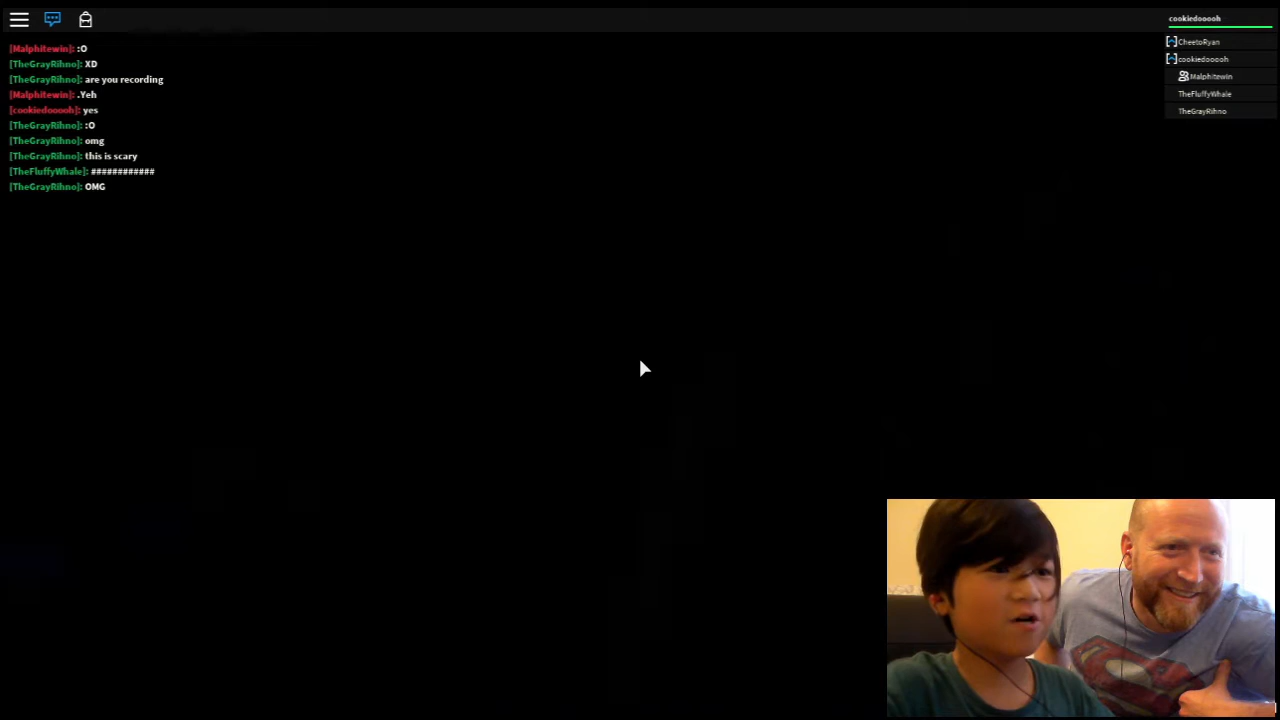 cookiedooooh
[Malphitewin]: :O
[TheGrayRihno]: XD
[TheGrayRihno]: are you recording
[Malphitewin]: .Yeh
[cookiedooooh]: yes
[TheGrayRihno]: :O
[TheGrayRihno]: omg
[TheGrayRihno]: this is scary
[TheFluffyWhale]: ############
[TheGrayRihno]: OMG
CheetoRyan
cookiedooooh
Malphitewin
TheFluffyWhale
TheGrayRihno